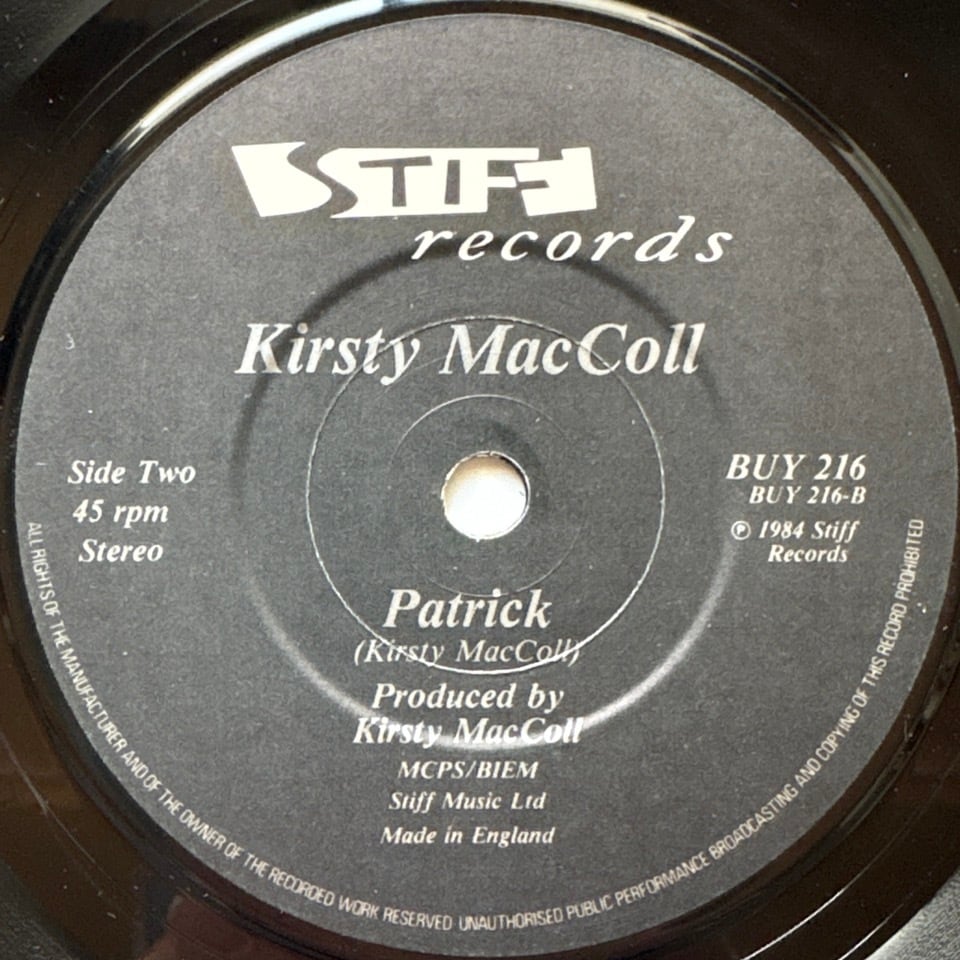 STIFF
records
Kirsty MacColl
Side Two
45 rpm
Stereo
BUY 216
BUY 216-B
℗ 1984 Stiff
Records
Patrick
(Kirsty MacColl)
Produced by
Kirsty MacColl
MCPS/BIEM
Stiff Music Ltd
Made in England
ALL RIGHTS OF THE MANUFACTURER AND OF THE OWNER OF THE RECORDED WORK RESERVED UNAUTHORISED PUBLIC PERFORMANCE BROADCASTING AND COPYING OF THIS RECORD PROHIBITED